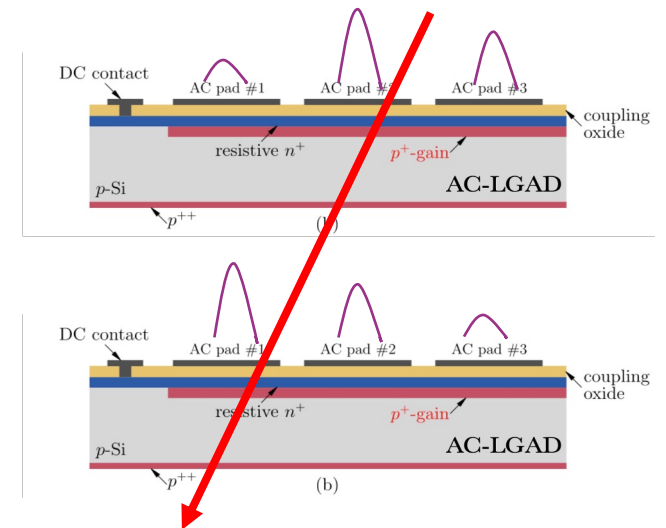 DC contact
AC pad #1
AC pad #2
AC pad #3
coupling
oxide
resistive n⁺
p⁺-gain
p-Si
AC-LGAD
p⁺⁺
(b)
DC contact
AC pad #1
AC pad #2
AC pad #3
coupling
oxide
resistive n⁺
p⁺-gain
p-Si
AC-LGAD
p⁺⁺
(b)